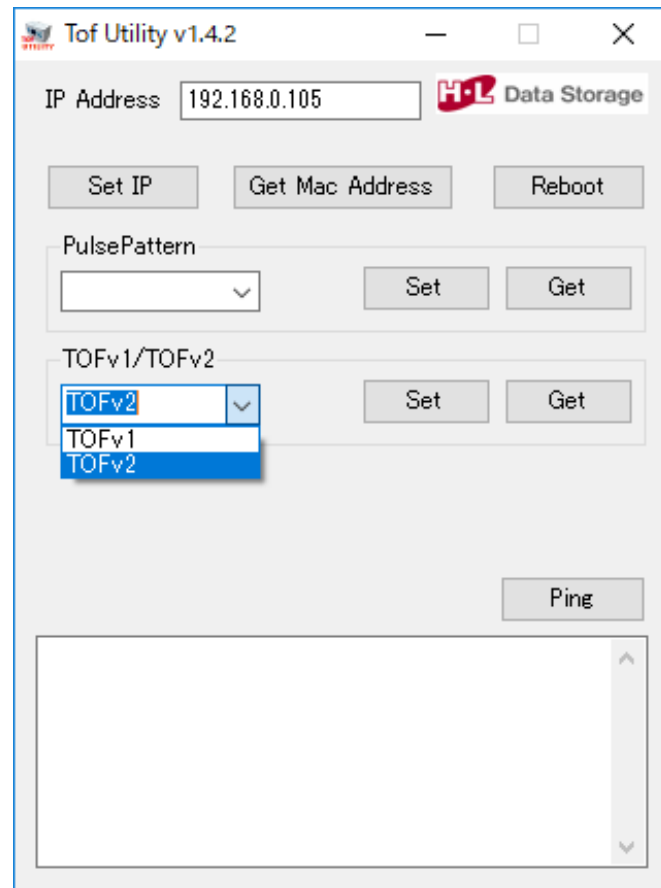 Tof Utility v1.4.2
IP Address 192.168.0.105 H·L Data Storage
Set IP Get Mac Address Reboot
PulsePattern
Set Get
TOFv1/TOFv2
TOFv2 Set Get
TOFv1
TOFv2
Ping